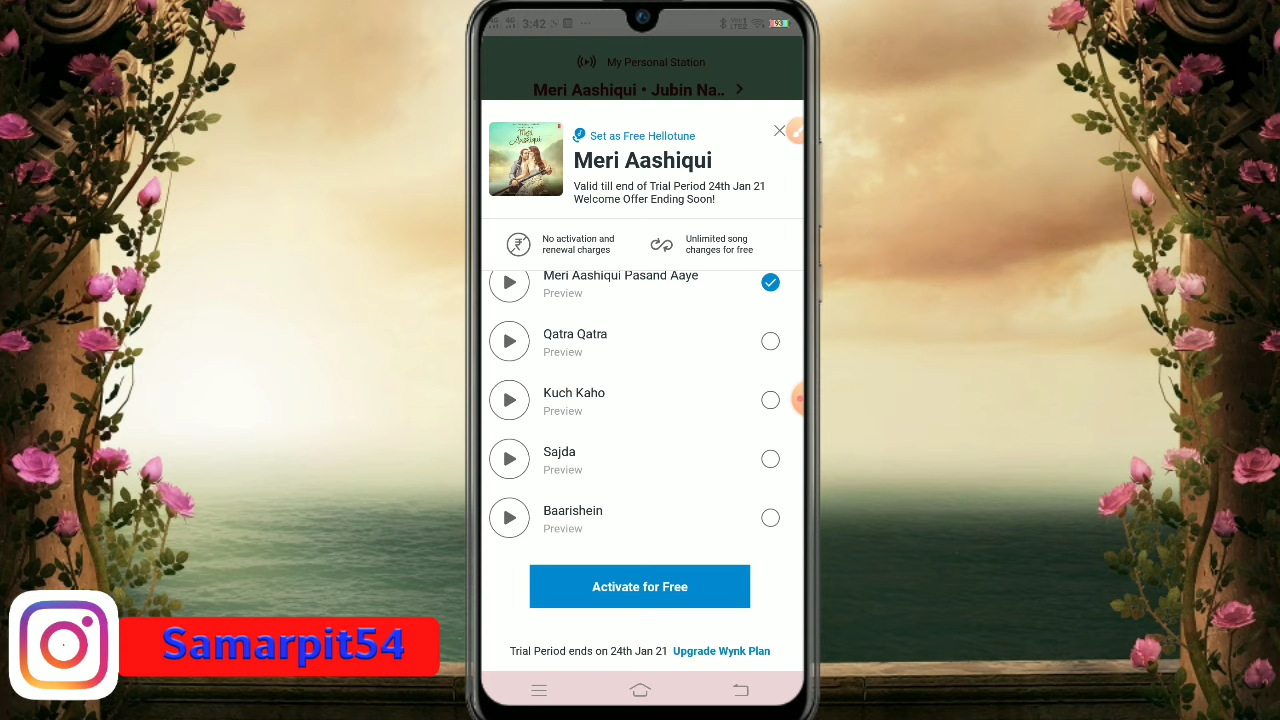 3:42
93
My Personal Station
Meri Aashiqui • Jubin Na..
Set as Free Hellotune
Meri Aashiqui
Valid till end of Trial Period 24th Jan 21
Welcome Offer Ending Soon!
No activation and
renewal charges
Unlimited song
changes for free
Meri Aashiqui Pasand Aaye
Preview
Qatra Qatra
Preview
Kuch Kaho
Preview
Sajda
Preview
Baarishein
Preview
Activate for Free
Trial Period ends on 24th Jan 21 Upgrade Wynk Plan
Samarpit54